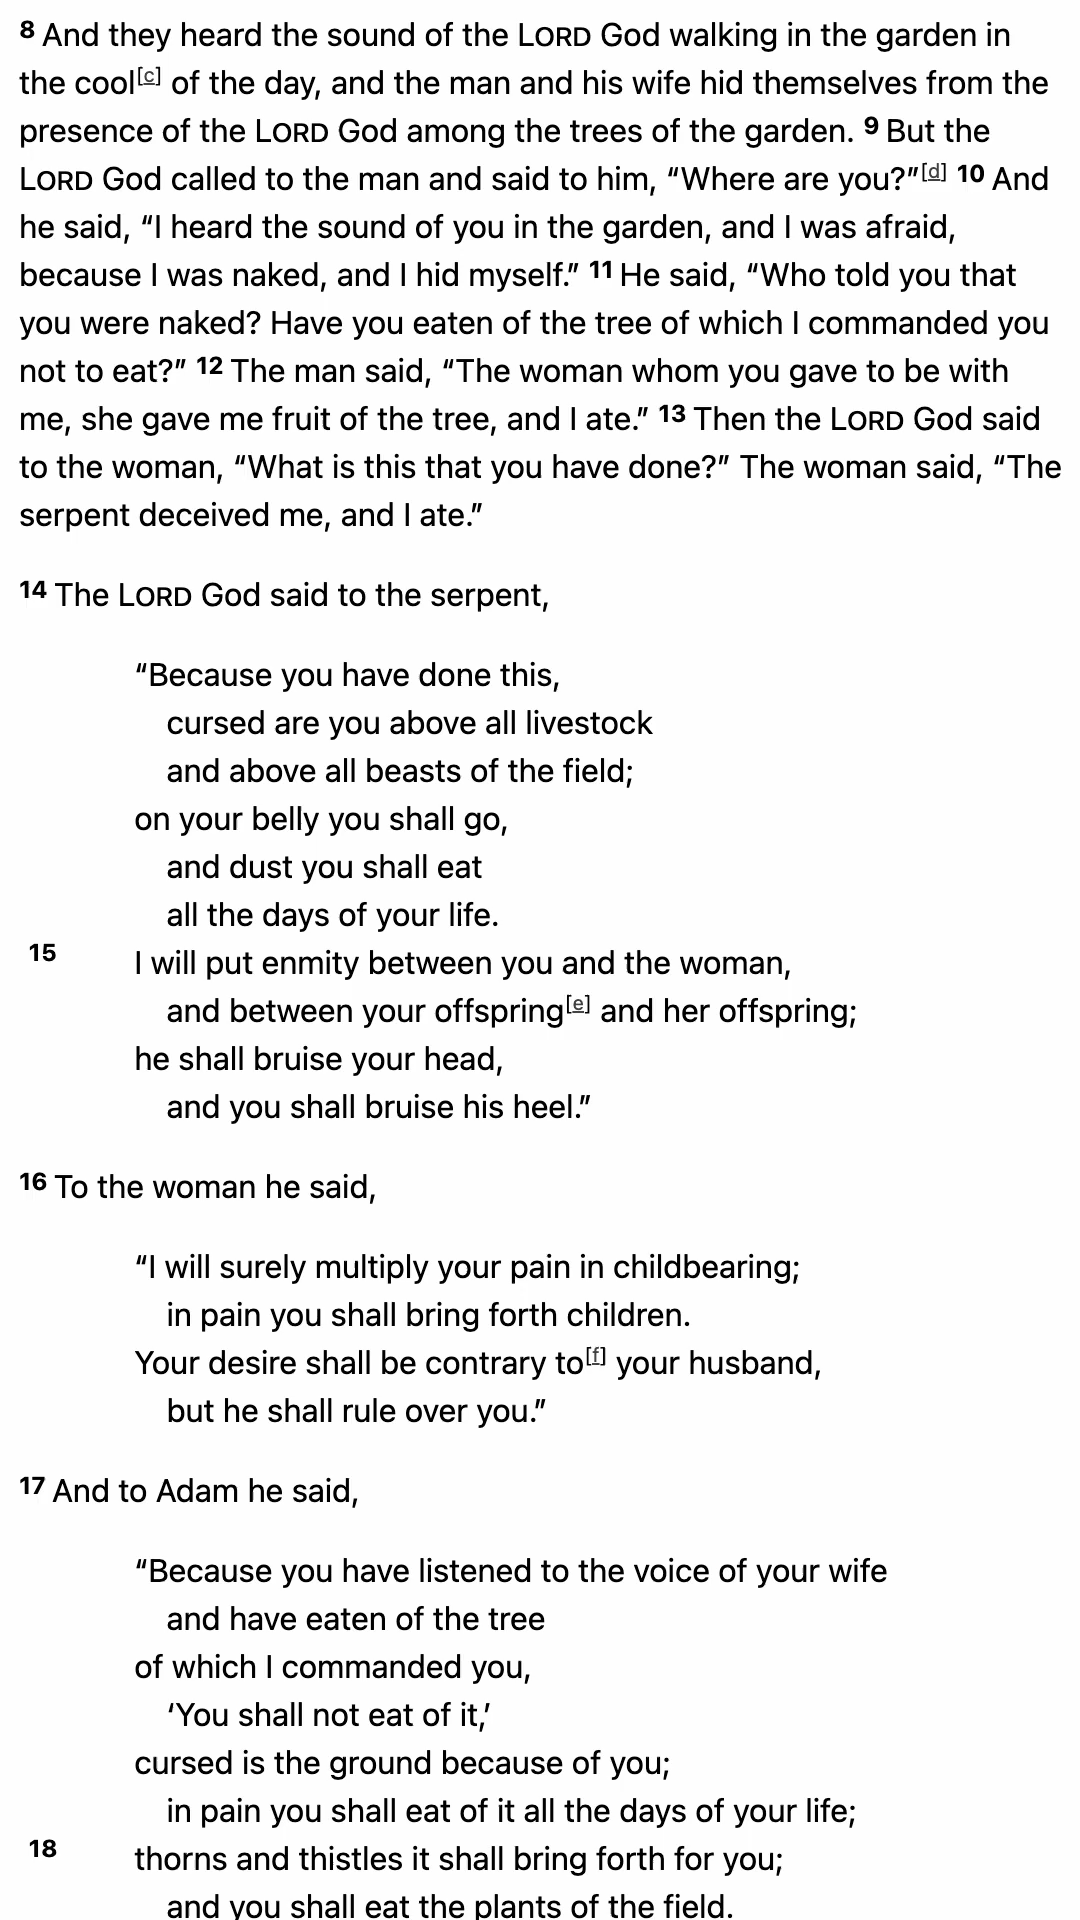 8 And they heard the sound of the LORD God walking in the garden in
the cool[c] of the day, and the man and his wife hid themselves from the
presence of the LORD God among the trees of the garden. 9 But the
LORD God called to the man and said to him, “Where are you?”[d] 10 And
he said, “I heard the sound of you in the garden, and I was afraid,
because I was naked, and I hid myself.” 11 He said, “Who told you that
you were naked? Have you eaten of the tree of which I commanded you
not to eat?” 12 The man said, “The woman whom you gave to be with
me, she gave me fruit of the tree, and I ate.” 13 Then the LORD God said
to the woman, “What is this that you have done?” The woman said, “The
serpent deceived me, and I ate.”
14 The LORD God said to the serpent,
“Because you have done this,
cursed are you above all livestock
and above all beasts of the field;
on your belly you shall go,
and dust you shall eat
all the days of your life.
15 I will put enmity between you and the woman,
and between your offspring[e] and her offspring;
he shall bruise your head,
and you shall bruise his heel.”
16 To the woman he said,
“I will surely multiply your pain in childbearing;
in pain you shall bring forth children.
Your desire shall be contrary to[f] your husband,
but he shall rule over you.”
17 And to Adam he said,
“Because you have listened to the voice of your wife
and have eaten of the tree
of which I commanded you,
‘You shall not eat of it,’
cursed is the ground because of you;
in pain you shall eat of it all the days of your life;
18 thorns and thistles it shall bring forth for you;
and you shall eat the plants of the field.